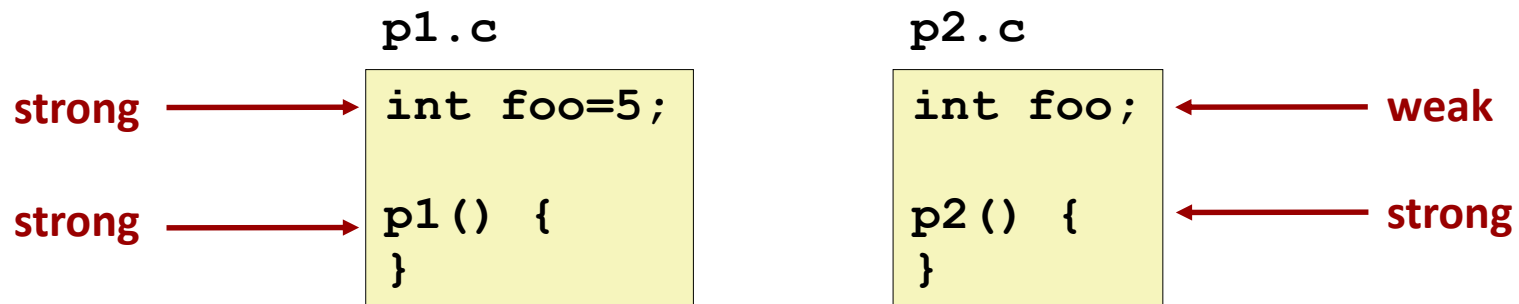 p1.c
p2.c
strong
int foo=5;
int foo;
weak
strong
p1() {
p2() {
strong
}
}